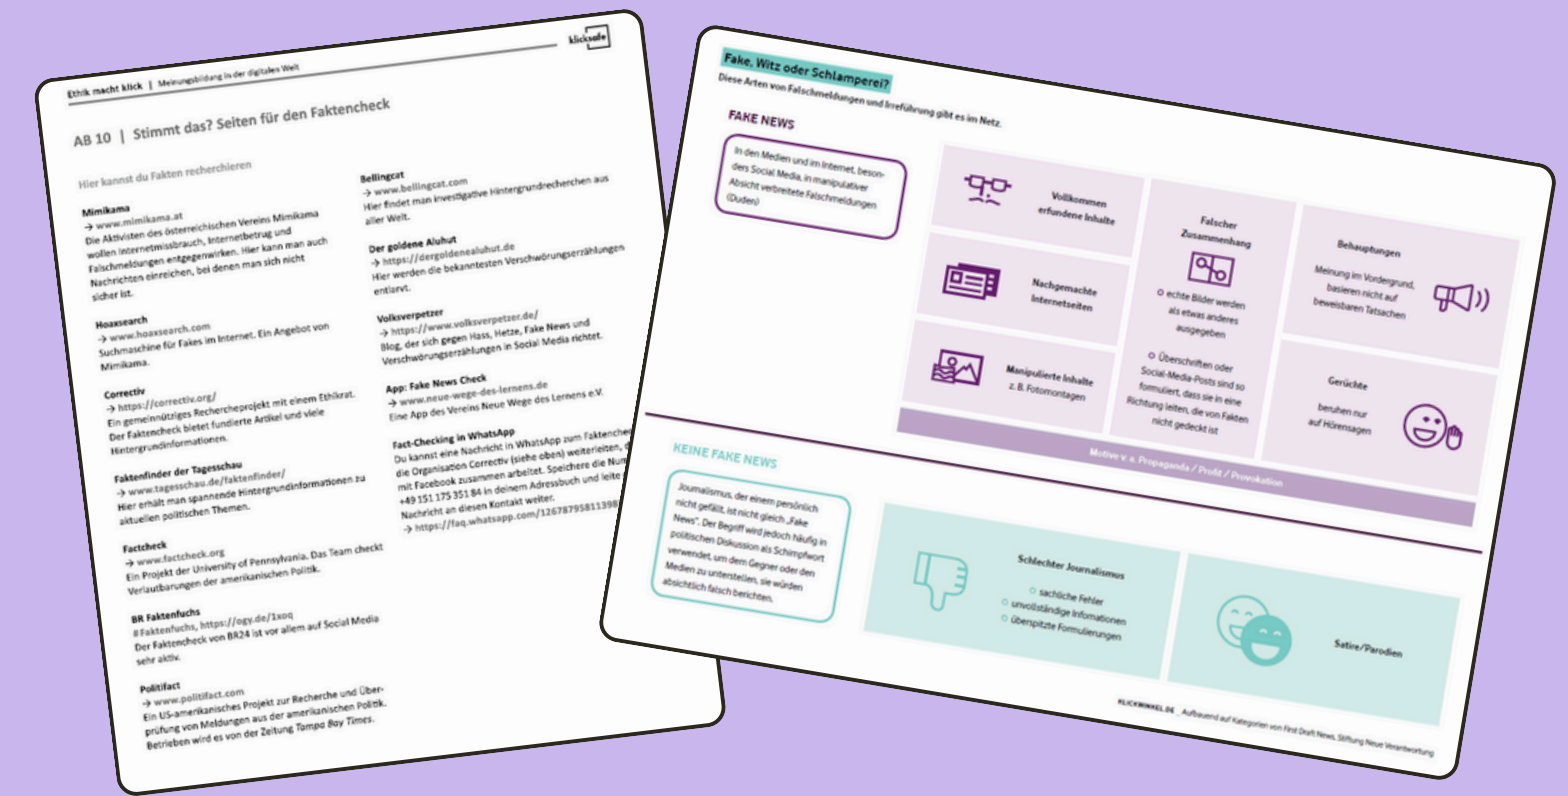 Ethik macht klick | Meinungsbildung in der digitalen Welt
klicksafe
AB 10 | Stimmt das? Seiten für den Faktencheck
Hier kannst du Fakten recherchieren
Mimikama
→ www.mimikama.at
Die Aktivisten des österreichischen Vereins Mimikama
wollen Internetmissbrauch, Internetbetrug und
Falschmeldungen entgegenwirken. Hier kann man auch
Nachrichten einreichen, bei denen man sich nicht
sicher ist.
Hoaxsearch
→ www.hoaxsearch.com
Suchmaschine für Fakes im Internet. Ein Angebot von
Mimikama.
Correctiv
→ https://correctiv.org/
Ein gemeinnütziges Rechercheprojekt mit einem Ethikrat.
Der Faktencheck bietet fundierte Artikel und viele
Hintergrundinformationen.
Faktenfinder der Tagesschau
→ www.tagesschau.de/faktenfinder/
Hier erhält man spannende Hintergrundinformationen zu
aktuellen politischen Themen.
Factcheck
→ www.factcheck.org
Ein Projekt der University of Pennsylvania. Das Team checkt
Verlautbarungen der amerikanischen Politik.
BR Faktenfuchs
#Faktenfuchs, https://ogy.de/1xoq
Der Faktencheck von BR24 ist vor allem auf Social Media
sehr aktiv.
Politifact
→ www.politifact.com
Ein US-amerikanisches Projekt zur Recherche und Über-
prüfung von Meldungen aus der amerikanischen Politik.
Betrieben wird es von der Zeitung Tampa Bay Times.
Bellingcat
→ www.bellingcat.com
Hier findet man investigative Hintergrundrecherchen aus
aller Welt.
Der goldene Aluhut
→ https://dergoldenealuhut.de
Hier werden die bekanntesten Verschwörungserzählungen
entlarvt.
Volksverpetzer
→ https://www.volksverpetzer.de/
Blog, der sich gegen Hass, Hetze, Fake News und
Verschwörungserzählungen in Social Media richtet.
App: Fake News Check
→ www.neue-wege-des-lernens.de
Eine App des Vereins Neue Wege des Lernens e.V.
Fact-Checking in WhatsApp
Du kannst eine Nachricht in WhatsApp zum Faktenchec
die Organisation Correctiv (siehe oben) weiterleiten, d
mit Facebook zusammen arbeitet. Speichere die Num
+49 151 175 351 84 in deinem Adressbuch und leite
Nachricht an diesen Kontakt weiter.
→ https://faq.whatsapp.com/126787958113983
Fake, Witz oder Schlamperei?
Diese Arten von Falschmeldungen und Irreführung gibt es im Netz.
FAKE NEWS
In den Medien und im Internet, beson-
ders Social Media, in manipulativer
Absicht verbreitete Falschmeldungen
(Duden)
Vollkommen
erfundene Inhalte
Nachgemachte
Internetseiten
Manipulierte Inhalte
z. B. Fotomontagen
Falscher
Zusammenhang
echte Bilder werden
als etwas anderes
ausgegeben
Überschriften oder
Social-Media-Posts sind so
formuliert, dass sie in eine
Richtung leiten, die von Fakten
nicht gedeckt ist
Behauptungen
Meinung im Vordergrund,
basieren nicht auf
beweisbaren Tatsachen
Gerüchte
beruhen nur
auf Hörensagen
Motive v. a. Propaganda / Profit / Provokation
KEINE FAKE NEWS
Journalismus, der einem persönlich
nicht gefällt, ist nicht gleich „Fake
News“. Der Begriff wird jedoch häufig in
politischen Diskussion als Schimpfwort
verwendet, um dem Gegner oder den
Medien zu unterstellen, sie würden
absichtlich falsch berichten.
Schlechter Journalismus
sachliche Fehler
unvollständige Infomationen
überspitzte Formulierungen
Satire/Parodien
KLICKWINKEL.DE _ Aufbauend auf Kategorien von First Draft News, Stiftung Neue Verantwortung